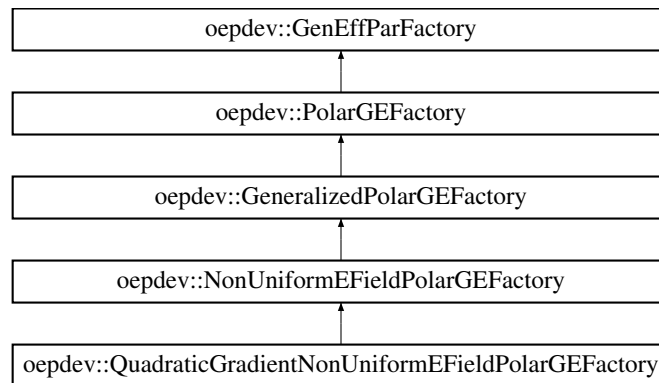 oepdev::GenEffParFactory
oepdev::PolarGEFactory
oepdev::GeneralizedPolarGEFactory
oepdev::NonUniformEFieldPolarGEFactory
oepdev::QuadraticGradientNonUniformEFieldPolarGEFactory